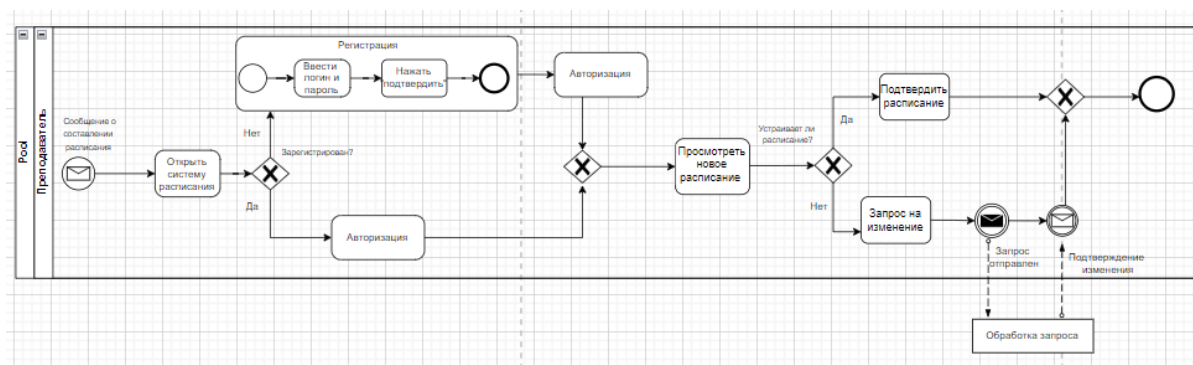 Pool
Преподаватель
Сообщение о
составлении
расписания
Открыть
систему
расписания
Зарегистрирован?
Нет
Да
Регистрация
Ввести
логин и
пароль
Нажать
"подтвердить"
Авторизация
Авторизация
Просмотреть
новое
расписание
Устраивает ли
расписание?
Да
Нет
Подтвердить
расписание
Запрос на
изменение
Запрос
отправлен
Подтверждение
изменения
Обработка запроса